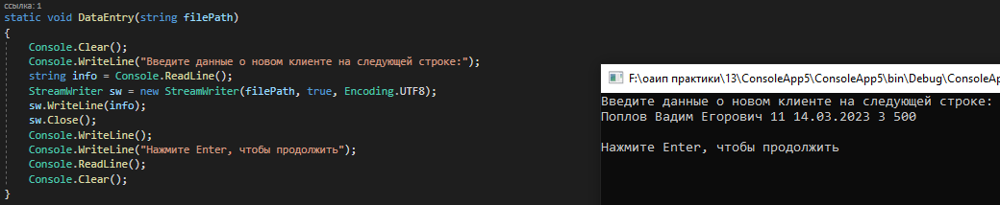 ссылка: 1
static void DataEntry(string filePath)
{
Console.Clear();
Console.WriteLine("Введите данные о новом клиенте на следующей строке:");
string info = Console.ReadLine();
StreamWriter sw = new StreamWriter(filePath, true, Encoding.UTF8);
sw.WriteLine(info);
sw.Close();
Console.WriteLine();
Console.WriteLine("Нажмите Enter, чтобы продолжить");
Console.ReadLine();
Console.Clear();
}
F:\оаип практики\13\ConsoleApp5\ConsoleApp5\bin\Debug\ConsoleA
Введите данные о новом клиенте на следующей строке:
Поплов Вадим Егорович 11 14.03.2023 3 500
Нажмите Enter, чтобы продолжить